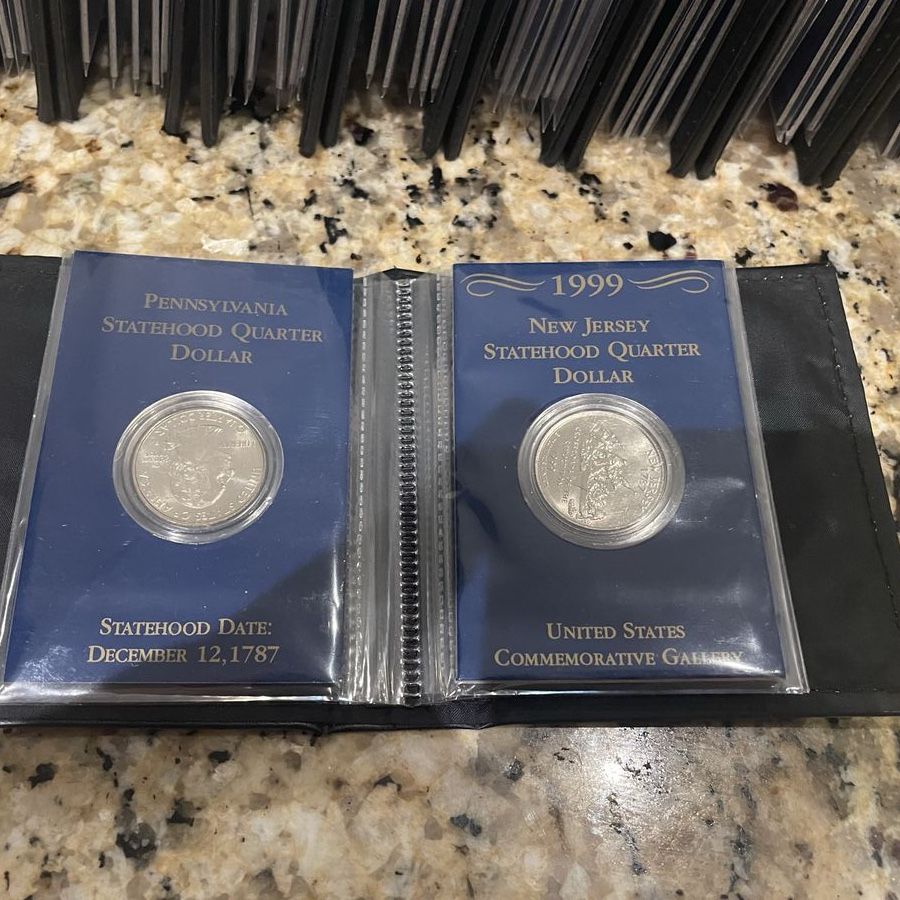 PENNSYLVANIA
STATEHOOD QUARTER
DOLLAR
STATEHOOD DATE:
DECEMBER 12, 1787
1999
NEW JERSEY
STATEHOOD QUARTER
DOLLAR
UNITED STATES
COMMEMORATIVE GALLERY